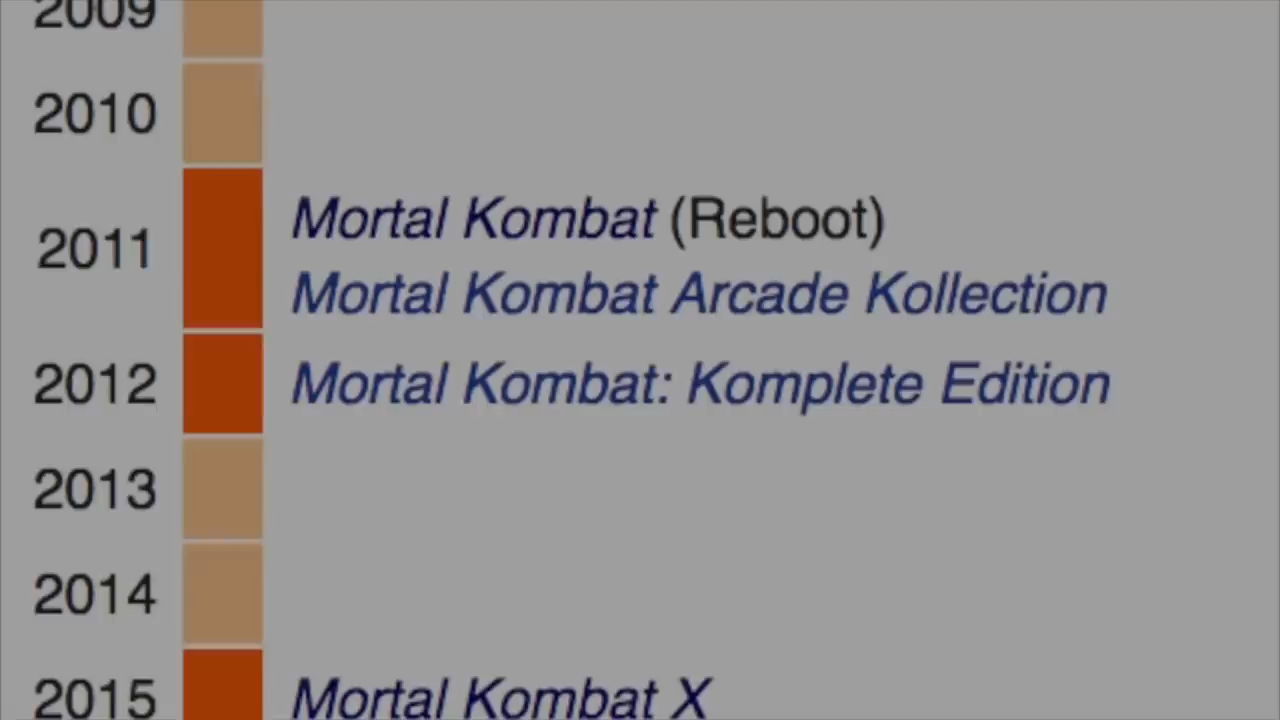 2009
2010
2011
Mortal Kombat (Reboot)
Mortal Kombat Arcade Kollection
2012 Mortal Kombat: Komplete Edition
2013
2014
2015 Mortal Kombat X